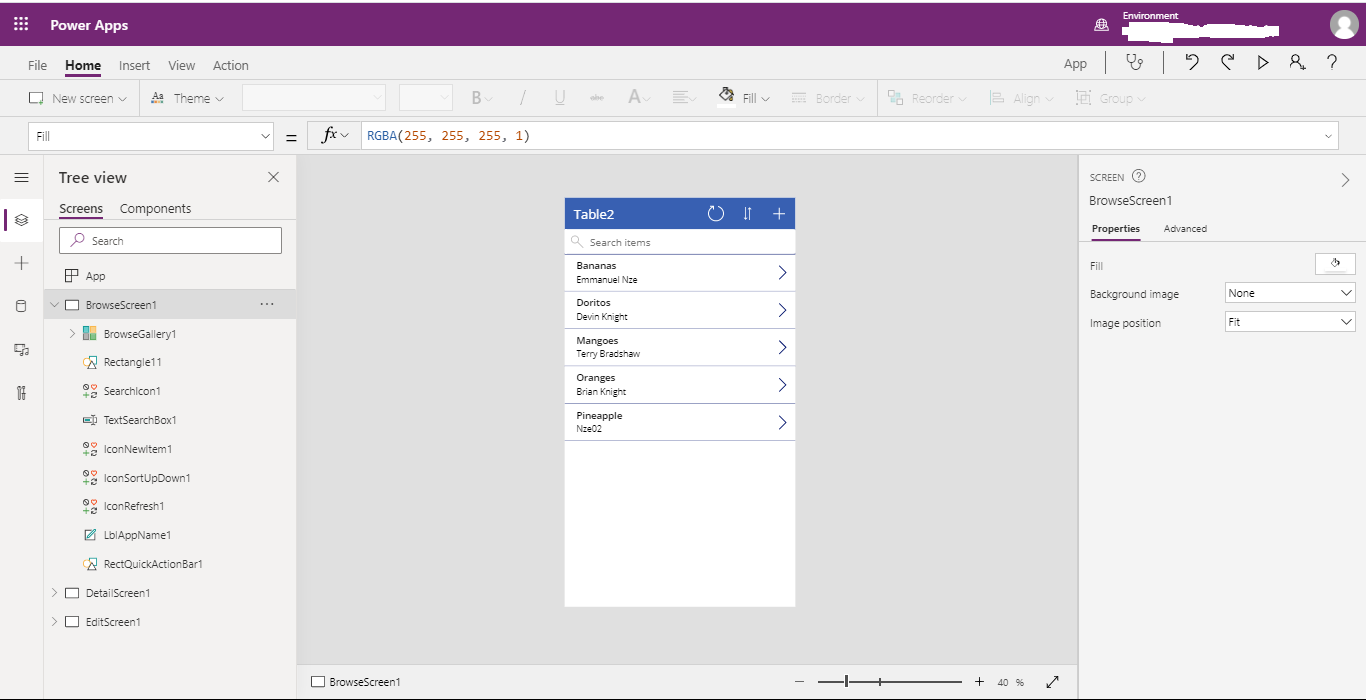 Power Apps
Environment
File Home Insert View Action App
New screen Theme B / U abc A Fill Border Reorder Align Group
Fill = fx RGBA(255, 255, 255, 1)
Tree view
Screens Components
Search
App
BrowseScreen1
BrowseGallery1
Rectangle11
SearchIcon1
TextSearchBox1
IconNewItem1
IconSortUpDown1
IconRefresh1
LblAppName1
RectQuickActionBar1
DetailScreen1
EditScreen1
Table2
Search items
Bananas
Emmanuel Nze
Doritos
Devin Knight
Mangoes
Terry Bradshaw
Oranges
Brian Knight
Pineapple
Nze02
BrowseScreen1
40 %
SCREEN
BrowseScreen1
Properties Advanced
Fill
Background image None
Image position Fit